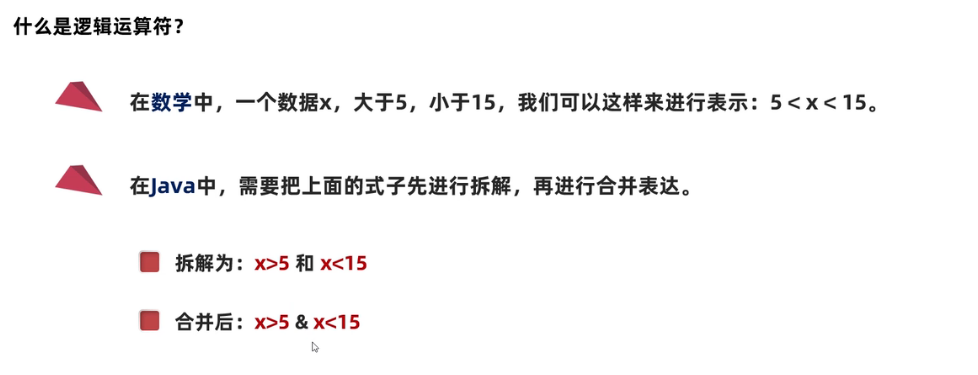 什么是逻辑运算符？
在数学中，一个数据x，大于5，小于15，我们可以这样来进行表示：5 < x < 15。
在Java中，需要把上面的式子先进行拆解，再进行合并表达。
拆解为：x>5 和 x<15
合并后：x>5 & x<15